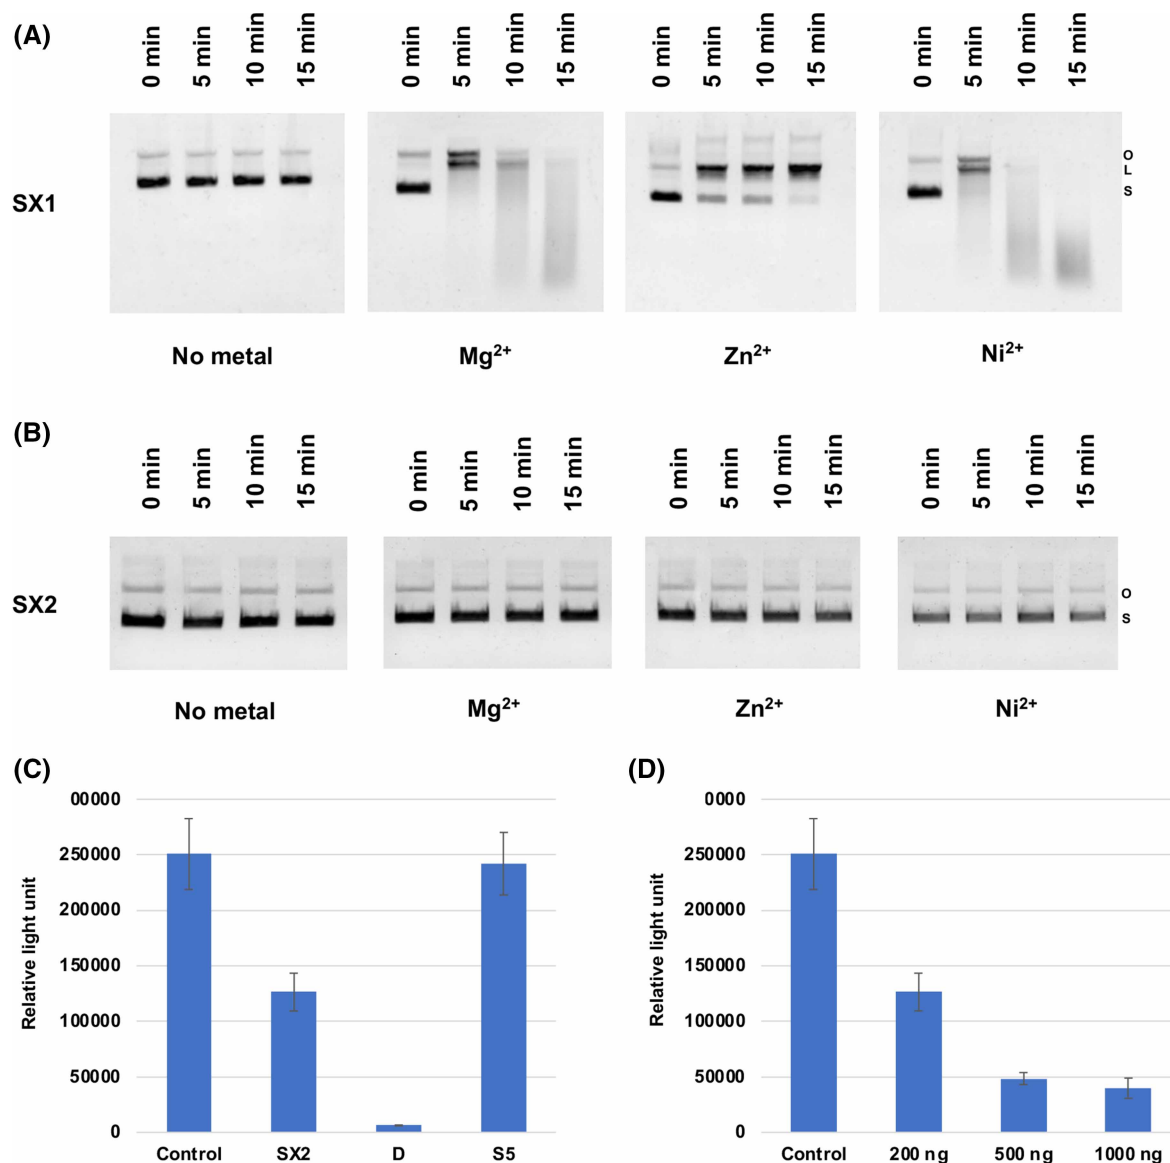 (A)
0 min 5 min 10 min 15 min 0 min 5 min 10 min 15 min 0 min 5 min 10 min 15 min 0 min 5 min 10 min 15 min
SX1
O
L
S
No metal Mg2+ Zn2+ Ni2+
(B)
0 min 5 min 10 min 15 min 0 min 5 min 10 min 15 min 0 min 5 min 10 min 15 min 0 min 5 min 10 min 15 min
SX2
O
S
No metal Mg2+ Zn2+ Ni2+
(C)
Relative light unit
00000
250000
200000
150000
100000
50000
0
Control SX2 D S5
(D)
Relative light unit
0000
250000
200000
150000
100000
50000
0
Control 200 ng 500 ng 1000 ng